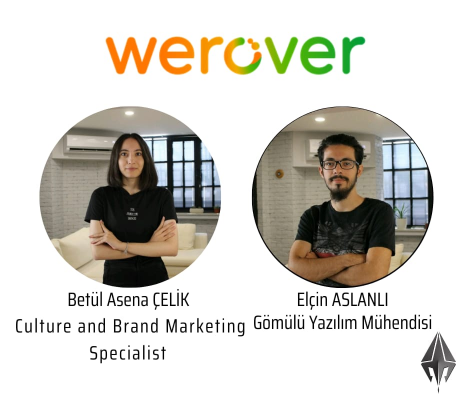 werover
Betül Asena ÇELİK
Culture and Brand Marketing
Specialist
Elçin ASLANLI
Gömülü Yazılım Mühendisi